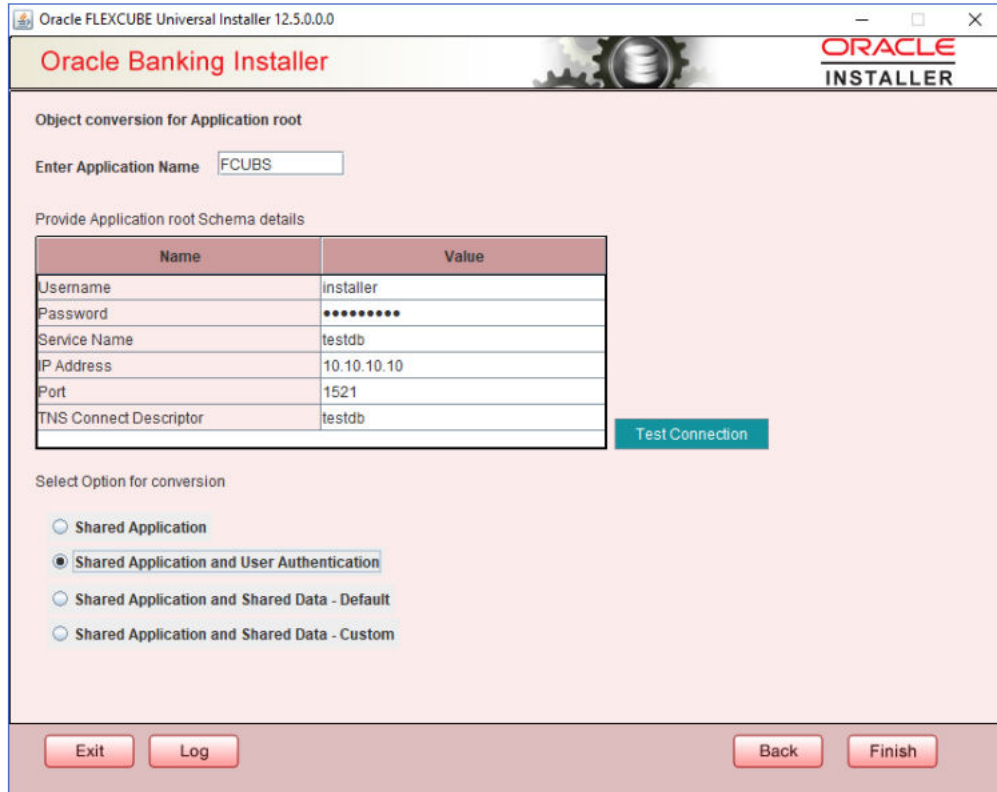 Oracle FLEXCUBE Universal Installer 12.5.0.0.0
Oracle Banking Installer
ORACLE
INSTALLER
Object conversion for Application root
Enter Application Name FCUBS
Provide Application root Schema details
Name Value
Username installer
Password •••••••••
Service Name testdb
IP Address 10.10.10.10
Port 1521
TNS Connect Descriptor testdb
Test Connection
Select Option for conversion
Shared Application
Shared Application and User Authentication
Shared Application and Shared Data - Default
Shared Application and Shared Data - Custom
Exit Log Back Finish